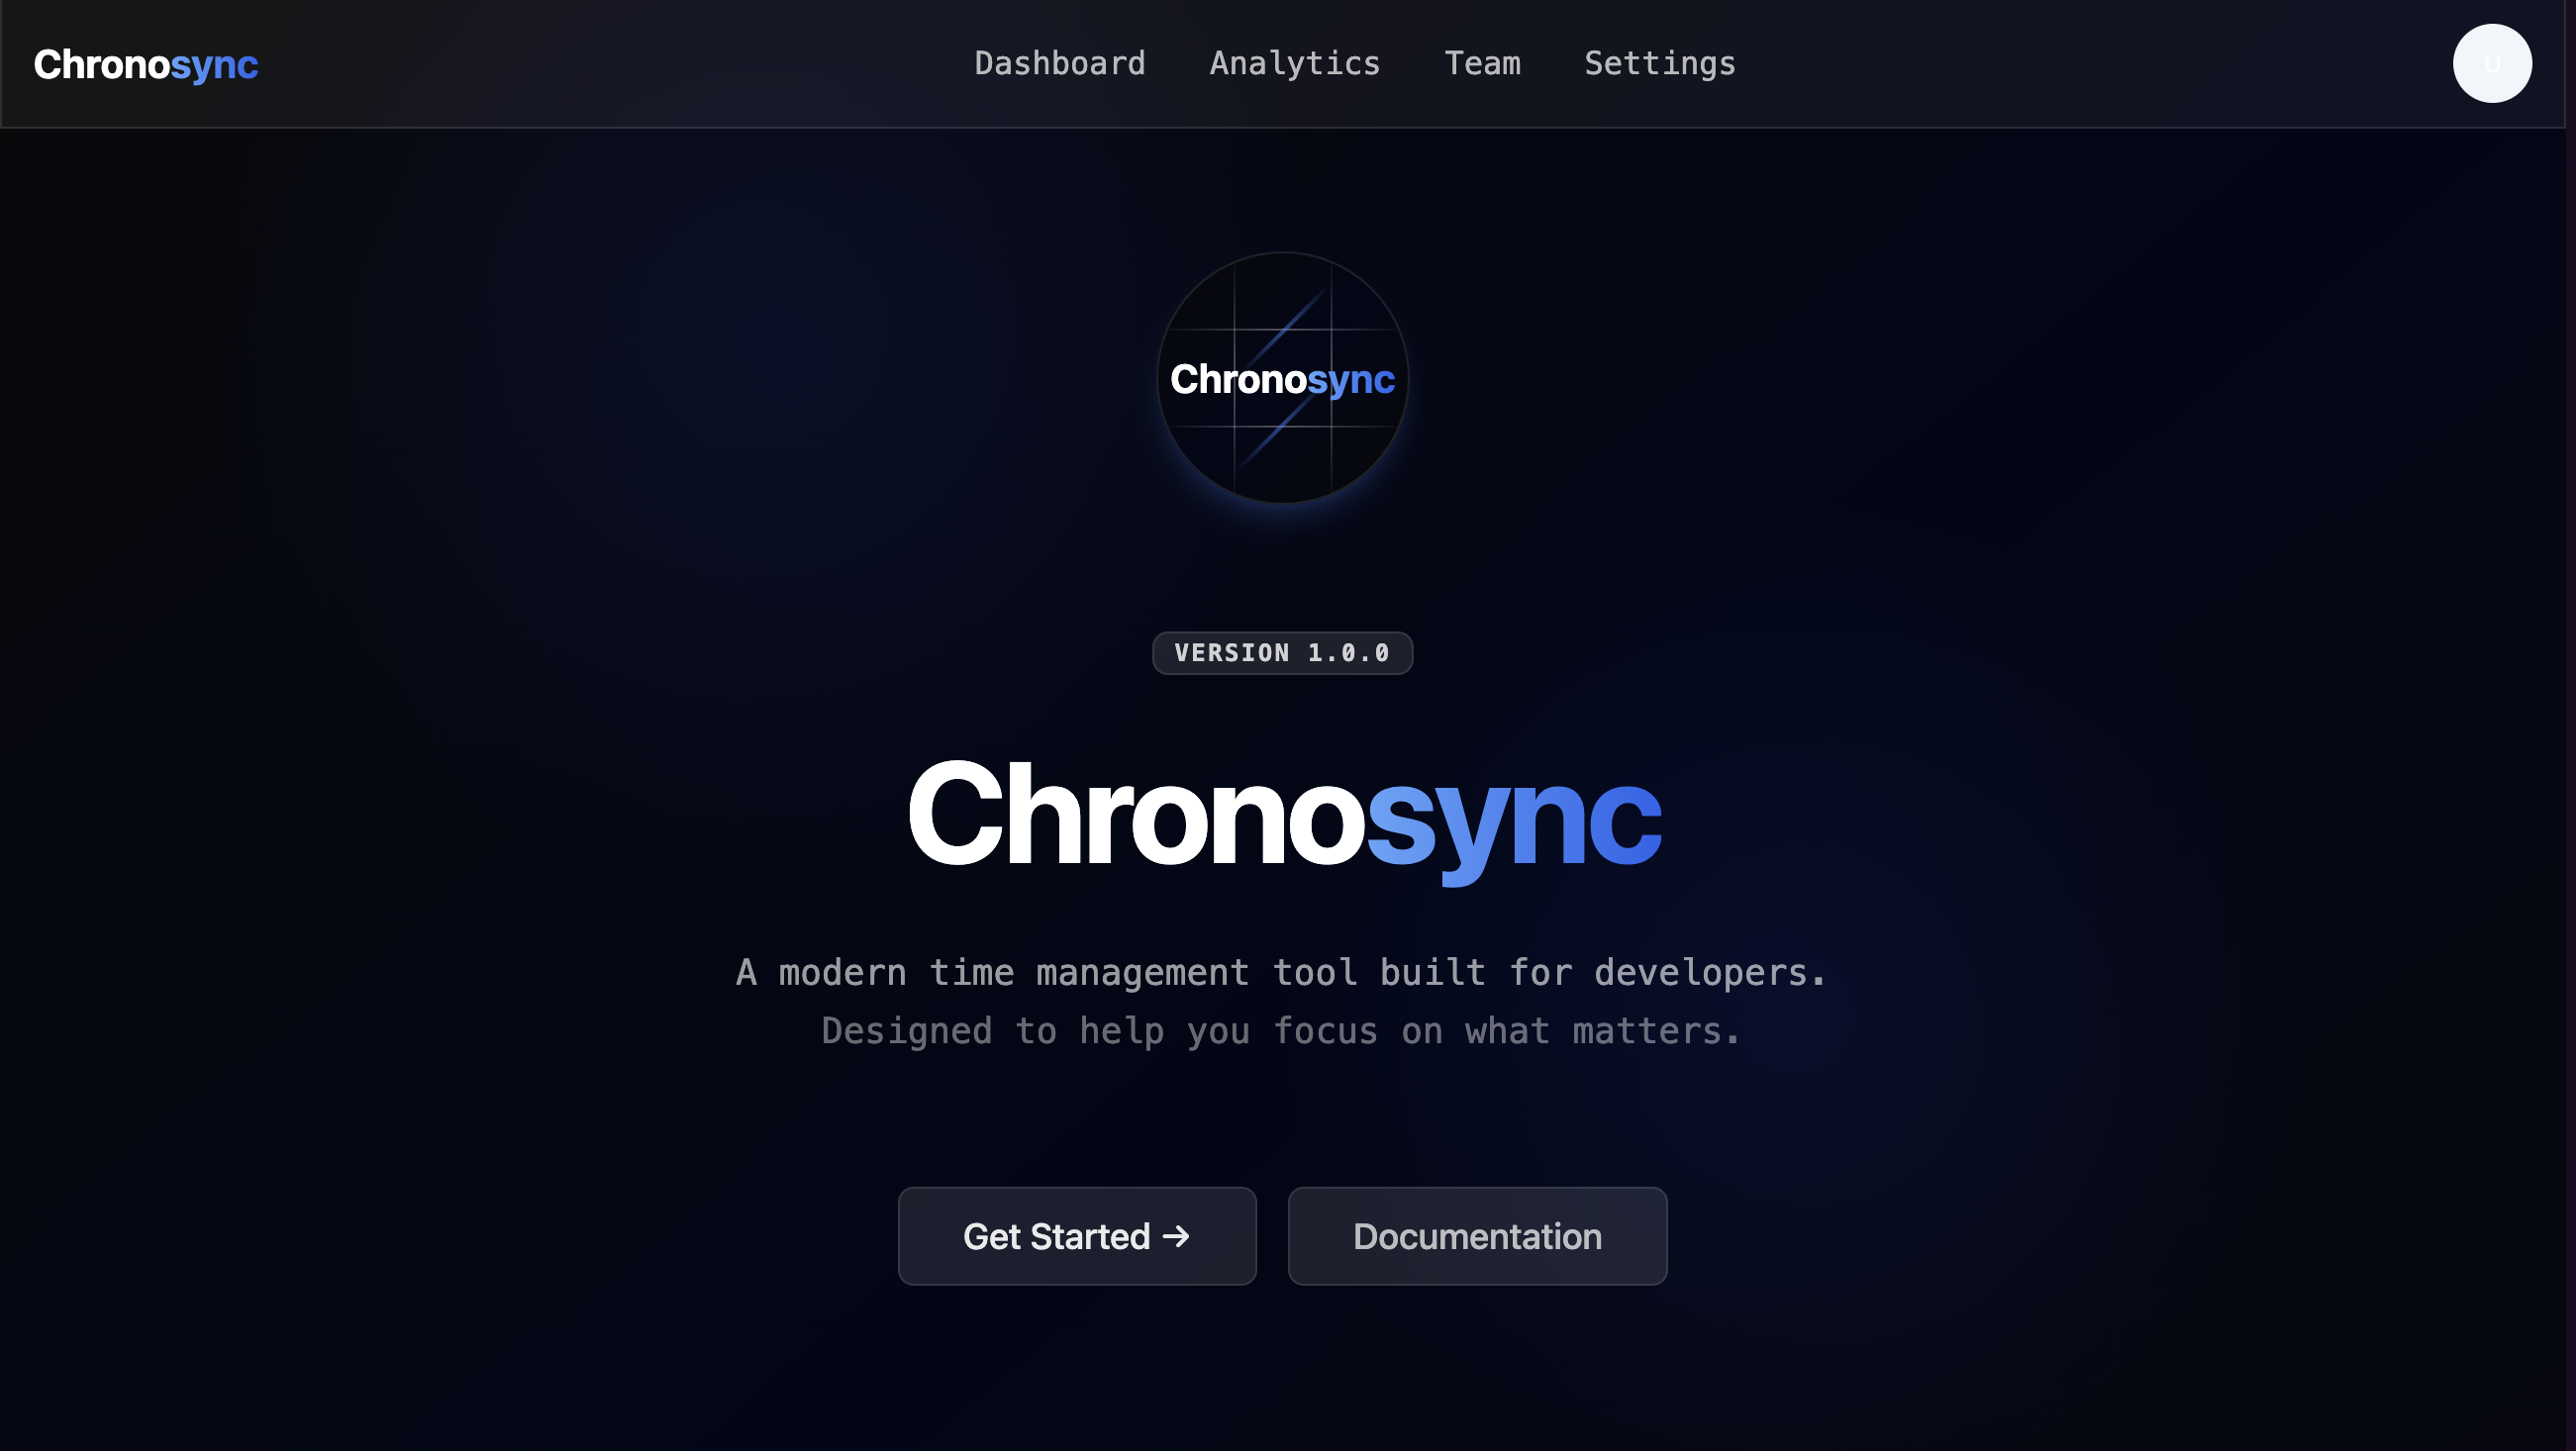 Chronosync
Dashboard Analytics Team Settings
U
Chronosync
VERSION 1.0.0
Chronosync
A modern time management tool built for developers.
Designed to help you focus on what matters.
Get Started →
Documentation